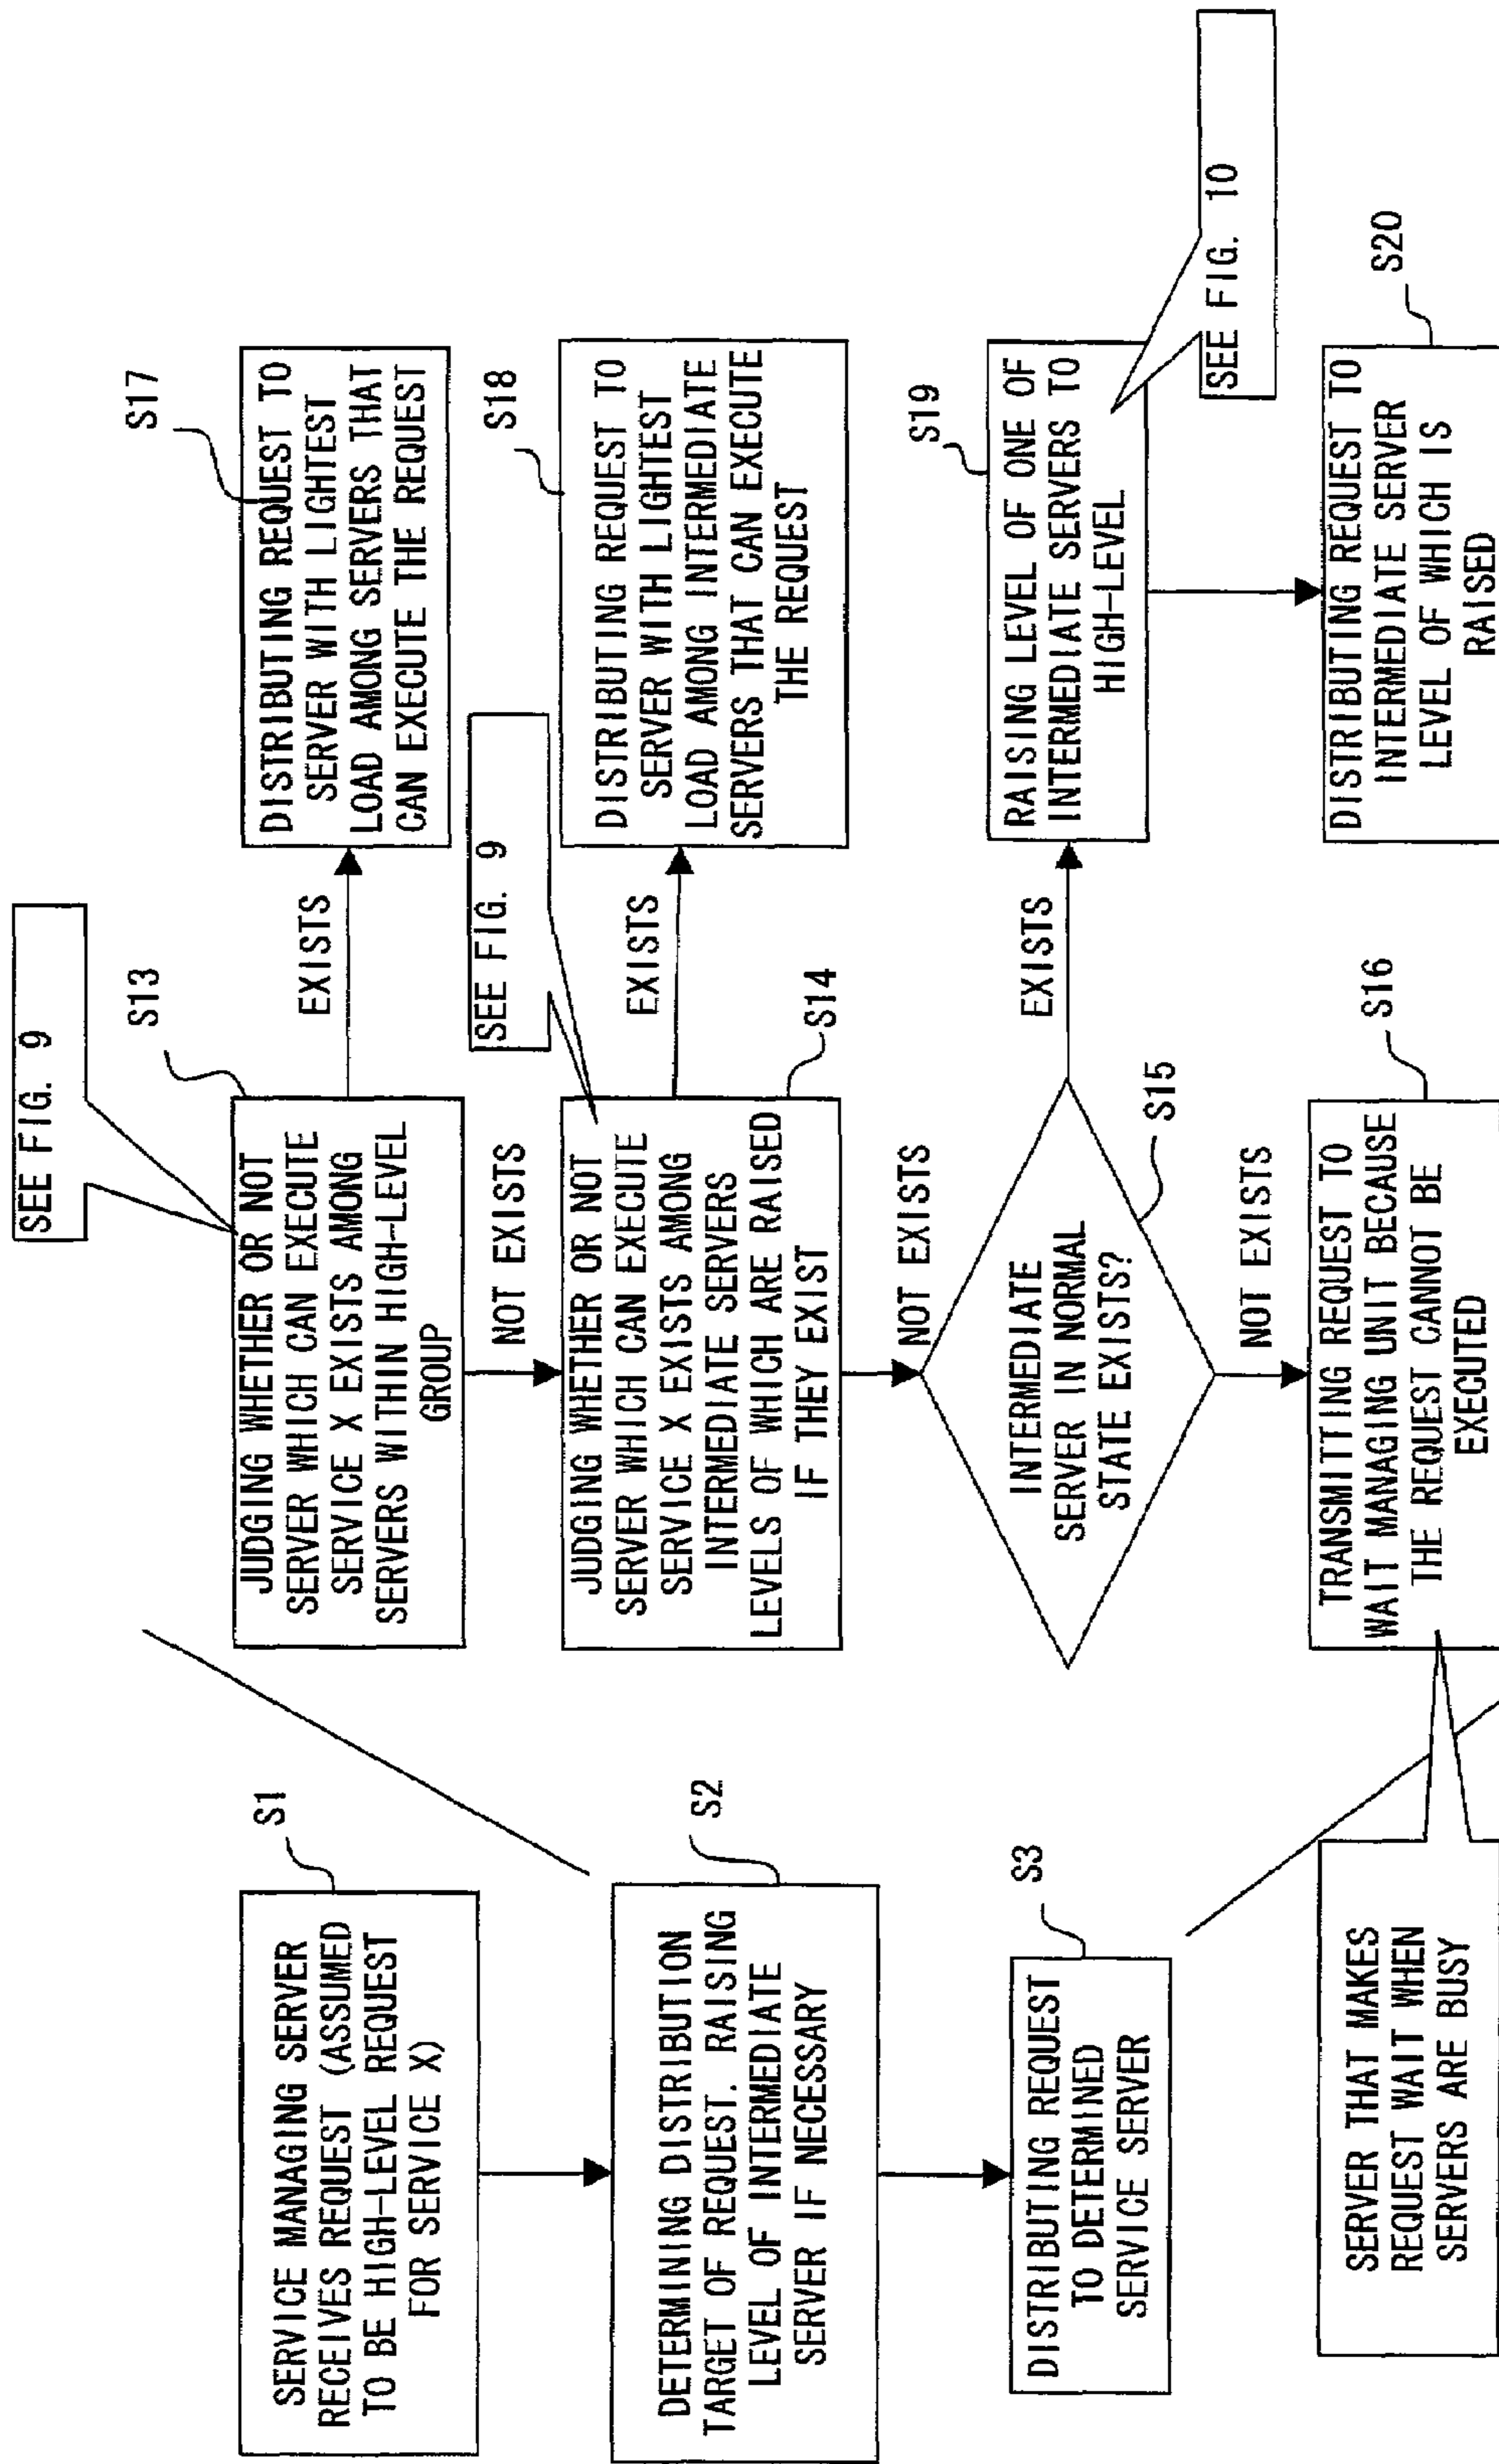 S1
SERVICE MANAGING SERVER
RECEIVES REQUEST (ASSUMED
TO BE HIGH-LEVEL REQUEST
FOR SERVICE X)
S2
DETERMINING DISTRIBUTION
TARGET OF REQUEST. RAISING
LEVEL OF INTERMEDIATE
SERVER IF NECESSARY
S3
DISTRIBUTING REQUEST
TO DETERMINED
SERVICE SERVER
SERVER THAT MAKES
REQUEST WAIT WHEN
SERVERS ARE BUSY
SEE FIG. 9
S13
JUDGING WHETHER OR NOT
SERVER WHICH CAN EXECUTE
SERVICE X EXISTS AMONG
SERVERS WITHIN HIGH-LEVEL
GROUP
EXISTS
NOT EXISTS
SEE FIG. 9
JUDGING WHETHER OR NOT
SERVER WHICH CAN EXECUTE
SERVICE X EXISTS AMONG
INTERMEDIATE SERVERS
LEVELS OF WHICH ARE RAISED
IF THEY EXIST
S14
EXISTS
NOT EXISTS
INTERMEDIATE
SERVER IN NORMAL
STATE EXISTS?
S15
EXISTS
NOT EXISTS
S16
TRANSMITTING REQUEST TO
WAIT MANAGING UNIT BECAUSE
THE REQUEST CANNOT BE
EXECUTED
S17
DISTRIBUTING REQUEST TO
SERVER WITH LIGHTEST
LOAD AMONG SERVERS THAT
CAN EXECUTE THE REQUEST
S18
DISTRIBUTING REQUEST TO
SERVER WITH LIGHTEST
LOAD AMONG INTERMEDIATE
SERVERS THAT CAN EXECUTE
THE REQUEST
S19
RAISING LEVEL OF ONE OF
INTERMEDIATE SERVERS TO
HIGH-LEVEL
SEE FIG. 10
S20
DISTRIBUTING REQUEST TO
INTERMEDIATE SERVER
LEVEL OF WHICH IS
RAISED